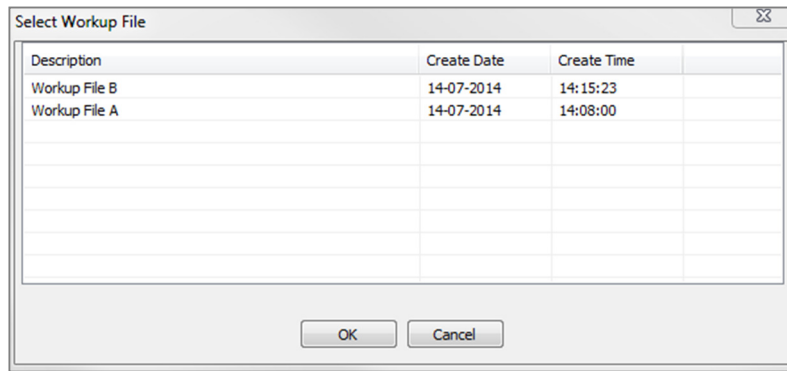 Select Workup File
Description Create Date Create Time
Workup File B 14-07-2014 14:15:23
Workup File A 14-07-2014 14:08:00
OK Cancel